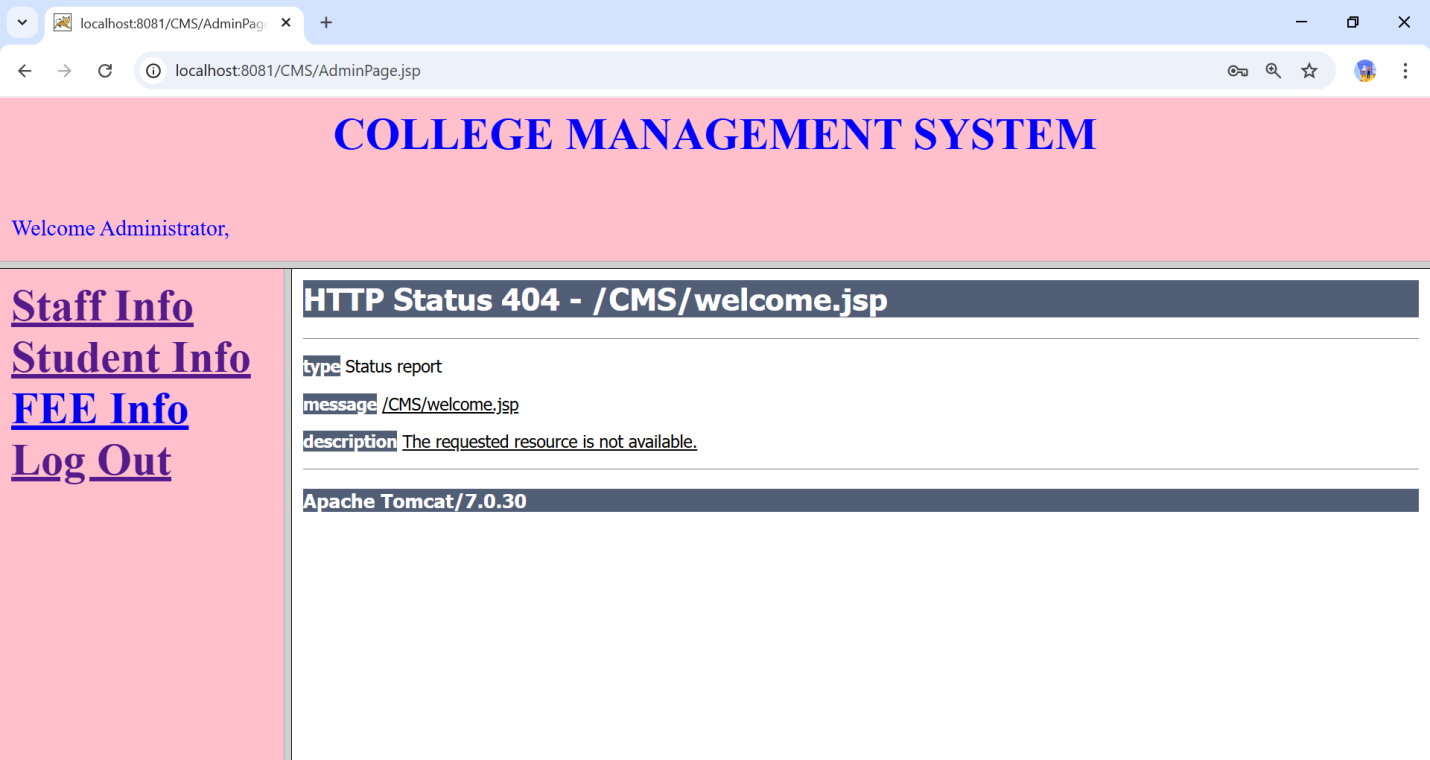 localhost:8081/CMS/AdminPag
localhost:8081/CMS/AdminPage.jsp
COLLEGE MANAGEMENT SYSTEM
Welcome Administrator,
Staff Info
Student Info
FEE Info
Log Out
HTTP Status 404 - /CMS/welcome.jsp
type Status report
message /CMS/welcome.jsp
description The requested resource is not available.
Apache Tomcat/7.0.30